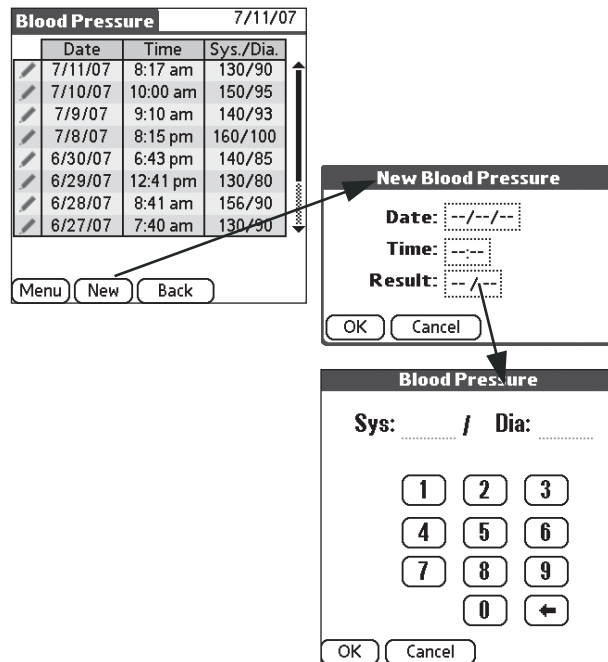 Blood Pressure 7/11/07
Date Time Sys./Dia.
7/11/07 8:17 am 130/90
7/10/07 10:00 am 150/95
7/9/07 9:10 am 140/93
7/8/07 8:15 pm 160/100
6/30/07 6:43 pm 140/85
6/29/07 12:41 pm 130/80
6/28/07 8:41 am 156/90
6/27/07 7:40 am 130/90
Menu New Back
New Blood Pressure
Date: --/--/--
Time: --:--
Result: --/--
OK Cancel
Blood Pressure
Sys: / Dia:
1 2 3
4 5 6
7 8 9
0
OK Cancel